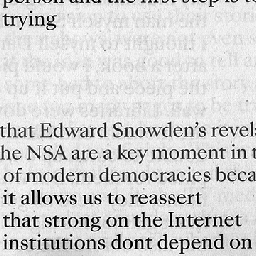 person and the first step is to
trying
that Edward Snowden's revel
he NSA are a key moment in t
of modern democracies beca
it allows us to reassert
that strong on the Internet
institutions dont depend on